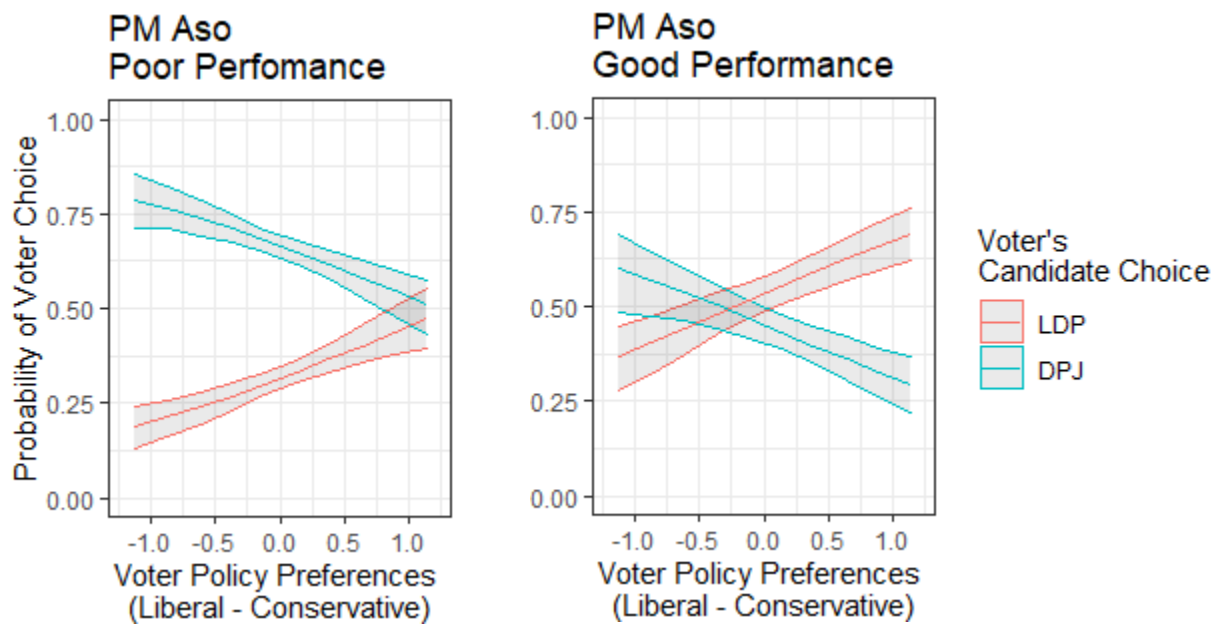 PM Aso
Poor Perfomance
PM Aso
Good Performance
Probability of Voter Choice
1.00
0.75
0.50
0.25
0.00
-1.0 -0.5 0.0 0.5 1.0
Voter Policy Preferences
(Liberal - Conservative)
1.00
0.75
0.50
0.25
0.00
-1.0 -0.5 0.0 0.5 1.0
Voter Policy Preferences
(Liberal - Conservative)
Voter's
Candidate Choice
LDP
DPJ